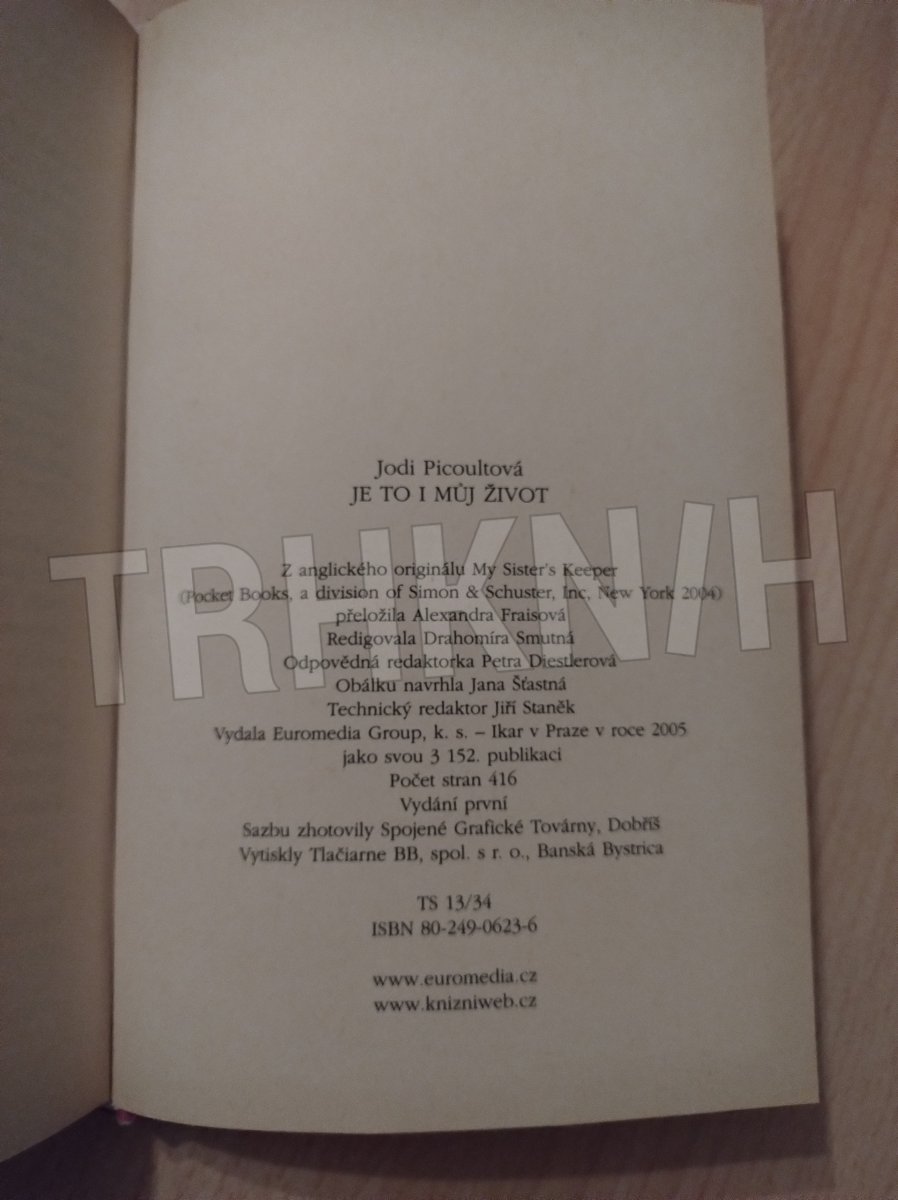 Jodi Picoultová
JE TO I MŮJ ŽIVOT
Z anglického originálu My Sister's Keeper
(Pocket Books, a division of Simon & Schuster, Inc, New York 2004)
přeložila Alexandra Fraisová
Redigovala Drahomíra Smutná
Odpovědná redaktorka Petra Diestlerová
Obálku navrhla Jana Šťastná
Technický redaktor Jiří Staněk
Vydala Euromedia Group, k. s. – Ikar v Praze v roce 2005
jako svou 3 152. publikaci
Počet stran 416
Vydání první
Sazbu zhotovily Spojené Grafické Továrny, Dobříš
Vytiskly Tlačiarne BB, spol. s r. o., Banská Bystrica
TS 13/34
ISBN 80-249-0623-6
www.euromedia.cz
www.knizniweb.cz
TRHKN/H